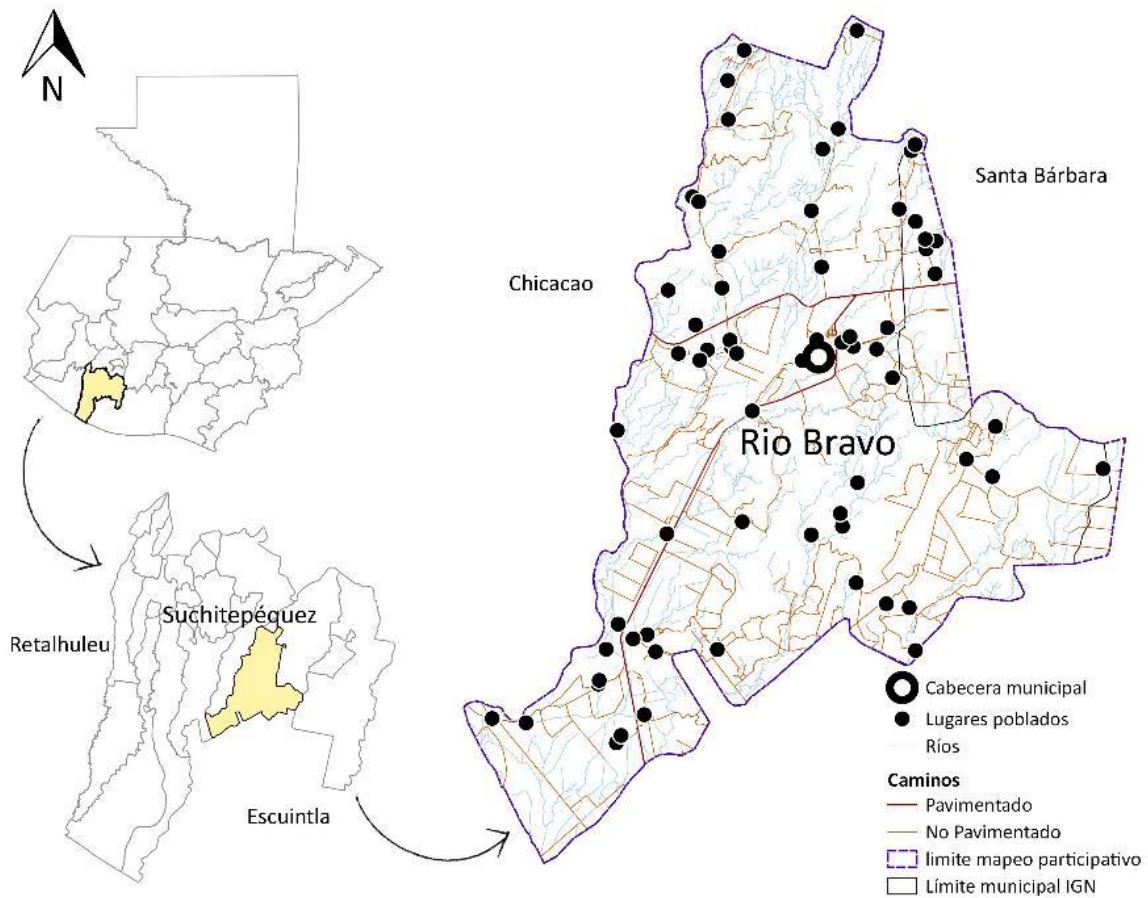 N
Santa Bárbara
Chicacao
Rio Bravo
Suchitepéquez
Retalhuleu
Escuintla
Cabecera municipal
Lugares poblados
Ríos
Caminos
Pavimentado
No Pavimentado
limite mapeo participativo
Límite municipal IGN